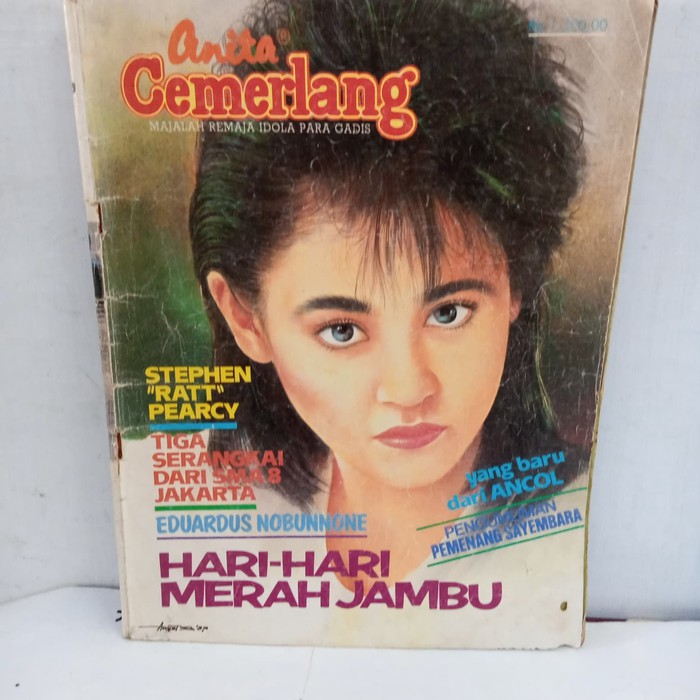 anita®
Cemerlang
MAJALAH REMAJA IDOLA PARA GADIS
STEPHEN
"RATT"
PEARCY
TIGA
SERANGKAI
DARI SMA 8
JAKARTA
EDUARDUS NOBUNNONE
HARI-HARI
MERAH JAMBU
yang baru
dari ANCOL
PENGUMUMAN
PEMENANG SAYEMBARA